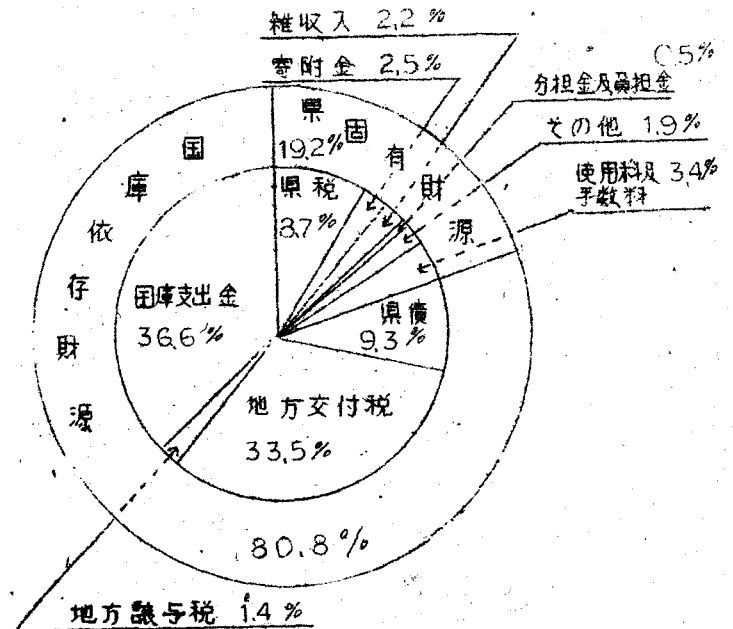 雑収入 2.2%
寄附金 2.5%
0.5%
分担金及負担金
その他 1.9%
使用料及 3.4%
手数料
県固有財源
19.2%
県税
8.7%
国庫依存財源
国庫支出金
36.6%
県債
9.3%
地方交付税
33.5%
80.8%
地方譲与税 1.4%